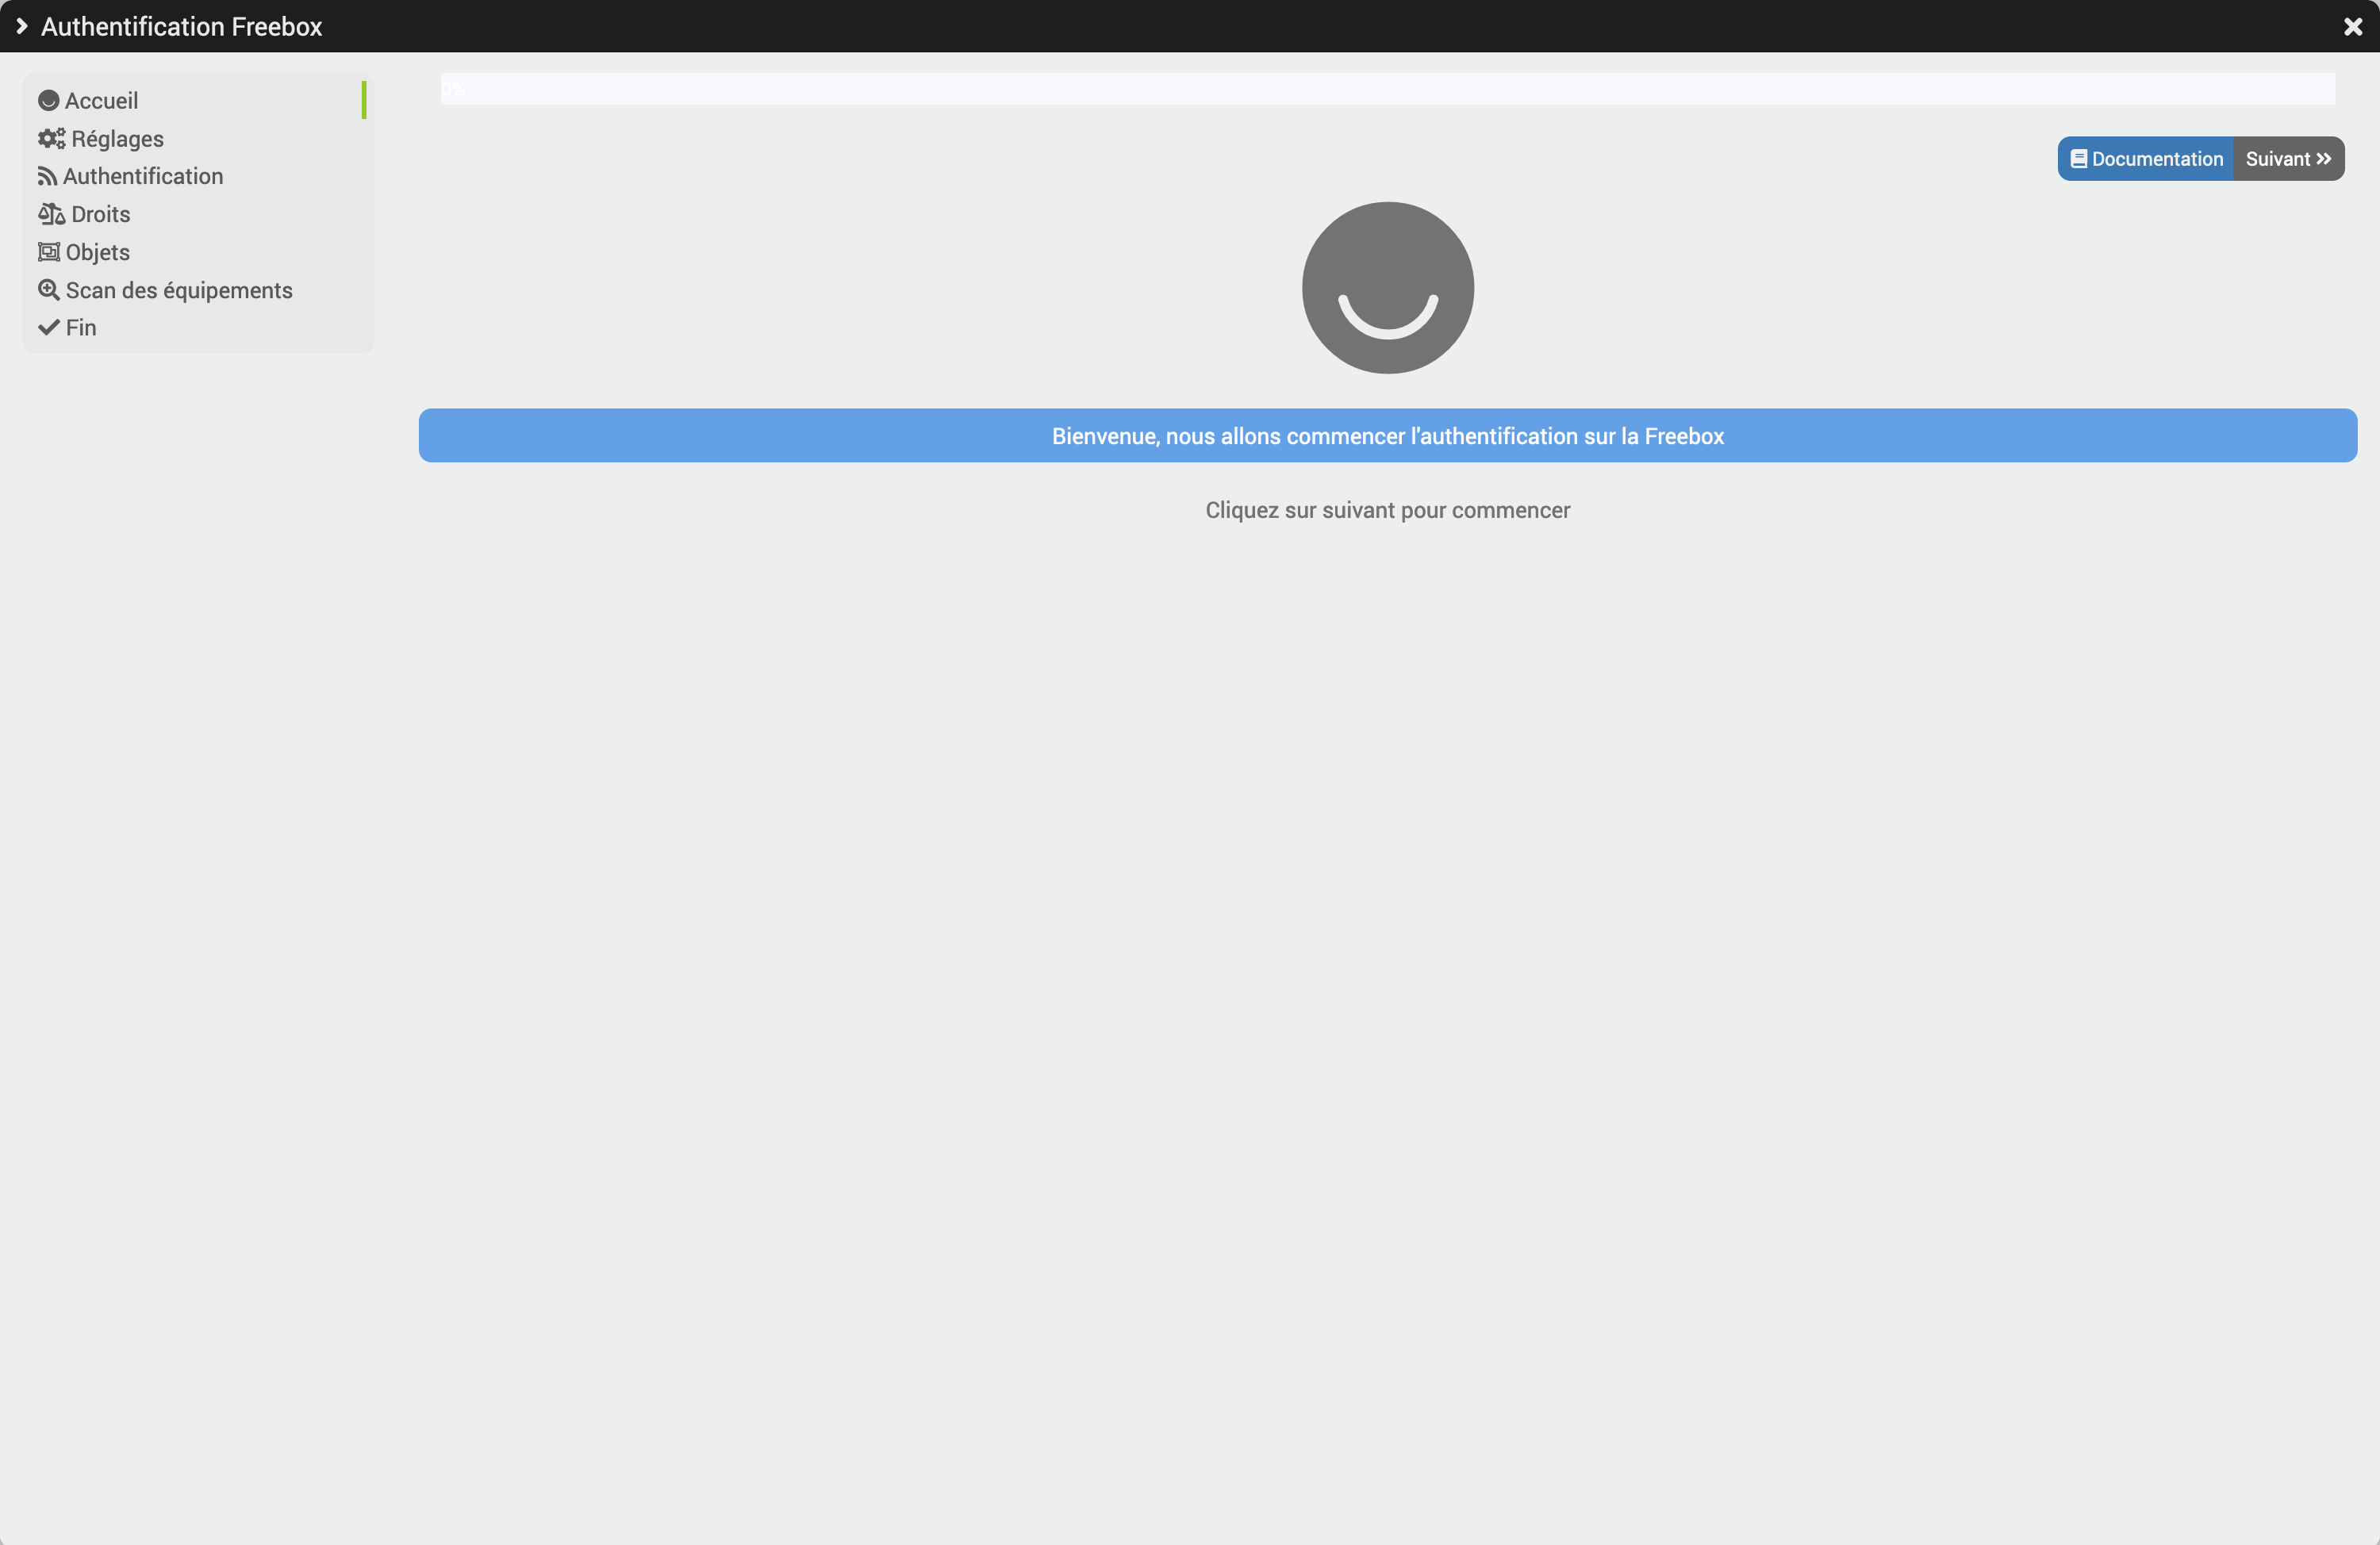 Authentification Freebox
Accueil
Réglages
Authentification
Droits
Objets
Scan des équipements
Fin
0%
Documentation
Suivant
Bienvenue, nous allons commencer l'authentification sur la Freebox
Cliquez sur suivant pour commencer